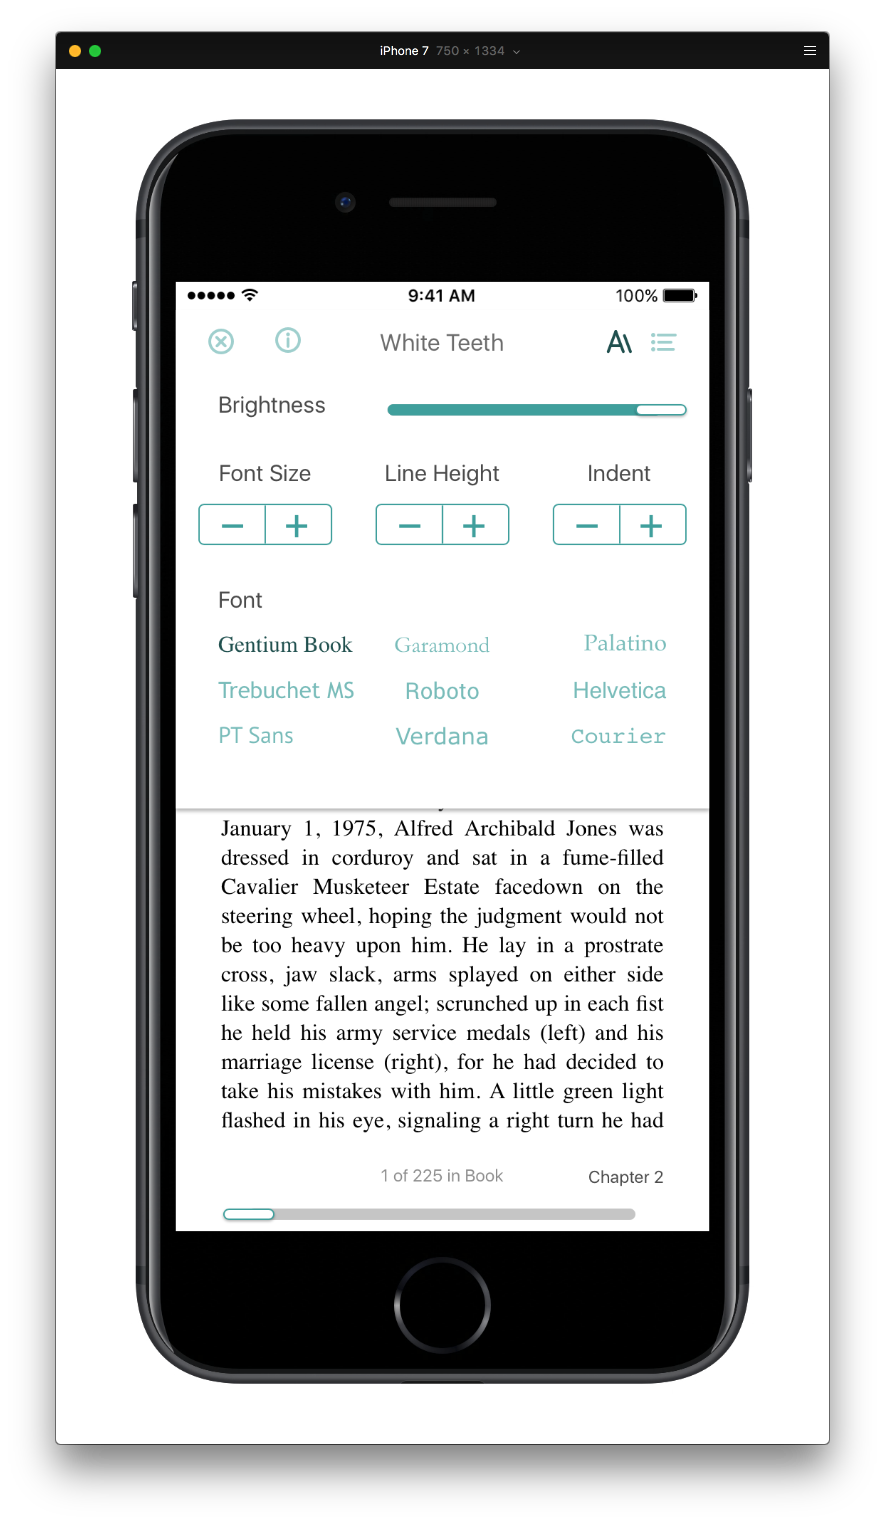 iPhone 7 750 × 1334
9:41 AM 100%
White Teeth
Brightness
Font Size Line Height Indent
− + − + − +
Font
Gentium Book Garamond Palatino
Trebuchet MS Roboto Helvetica
PT Sans Verdana Courier
January 1, 1975, Alfred Archibald Jones was
dressed in corduroy and sat in a fume-filled
Cavalier Musketeer Estate facedown on the
steering wheel, hoping the judgment would not
be too heavy upon him. He lay in a prostrate
cross, jaw slack, arms splayed on either side
like some fallen angel; scrunched up in each fist
he held his army service medals (left) and his
marriage license (right), for he had decided to
take his mistakes with him. A little green light
flashed in his eye, signaling a right turn he had
1 of 225 in Book Chapter 2